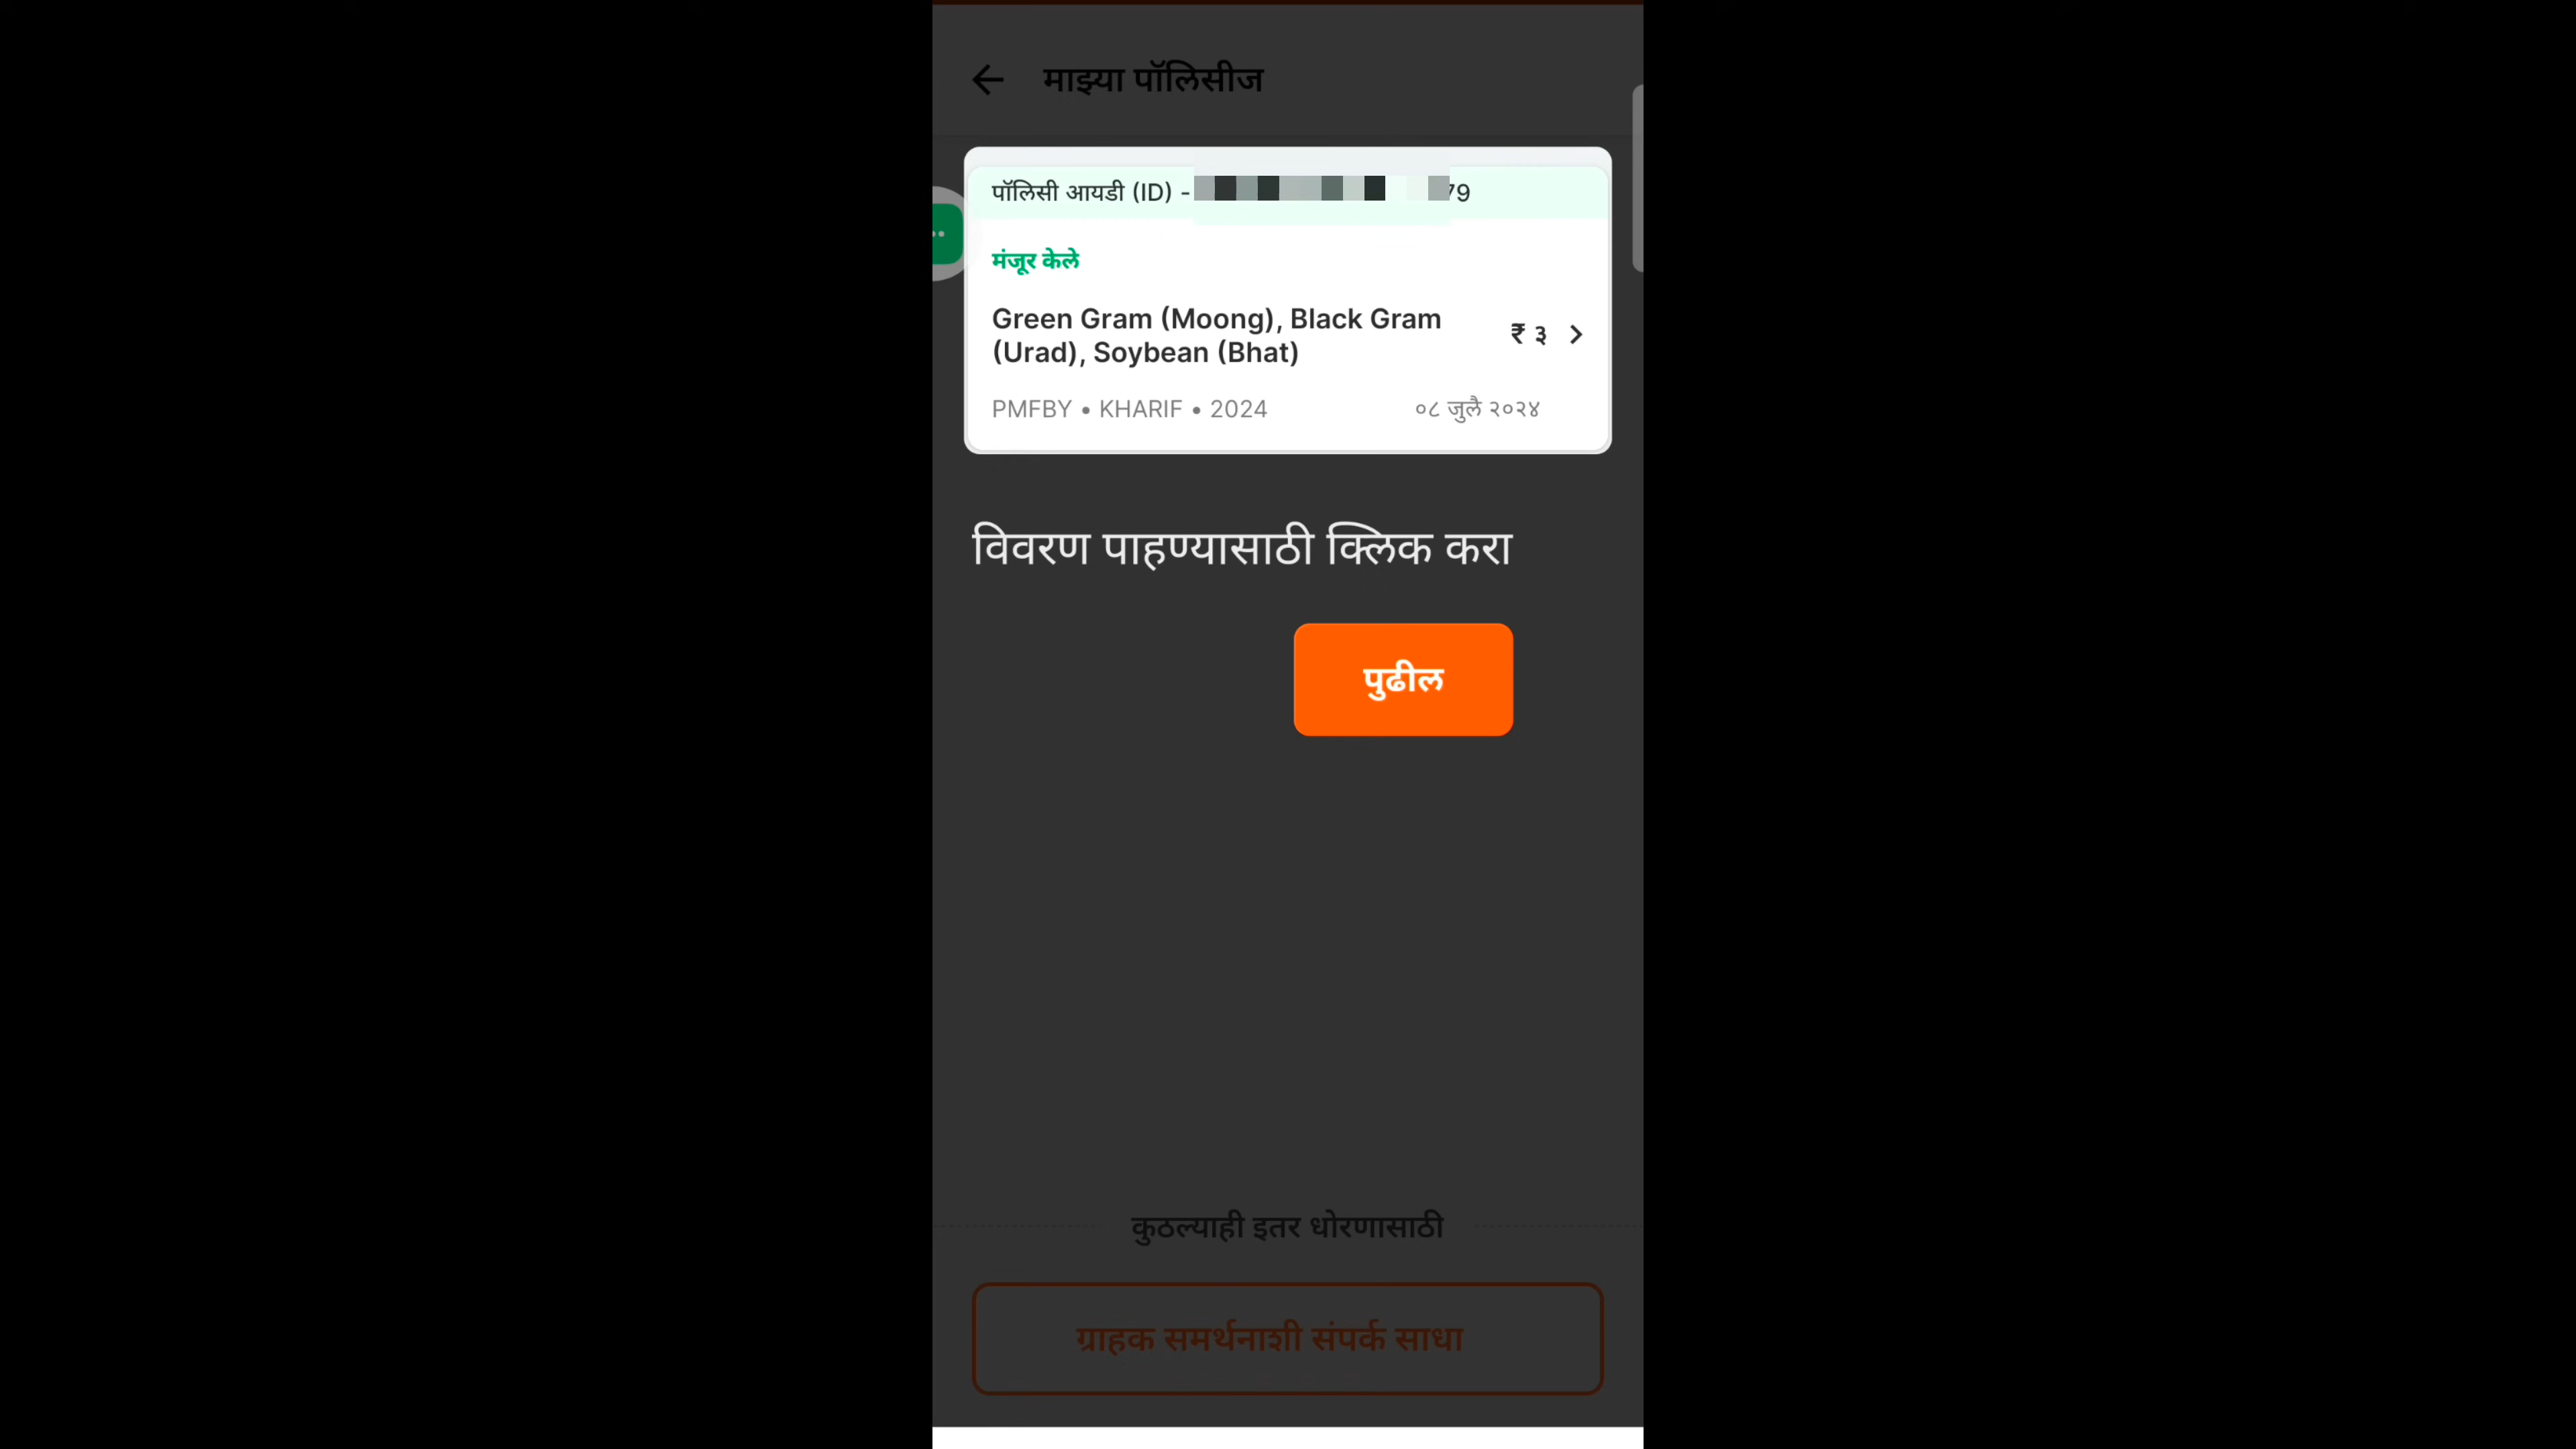 माझ्या पॉलिसीज
पॉलिसी आयडी (ID) - 79
मंजूर केले
Green Gram (Moong), Black Gram
(Urad), Soybean (Bhat)
₹ ३
PMFBY • KHARIF • 2024
०८ जुलै २०२४
विवरण पाहण्यासाठी क्लिक करा
पुढील
कुठल्याही इतर धोरणासाठी
ग्राहक समर्थनाशी संपर्क साधा